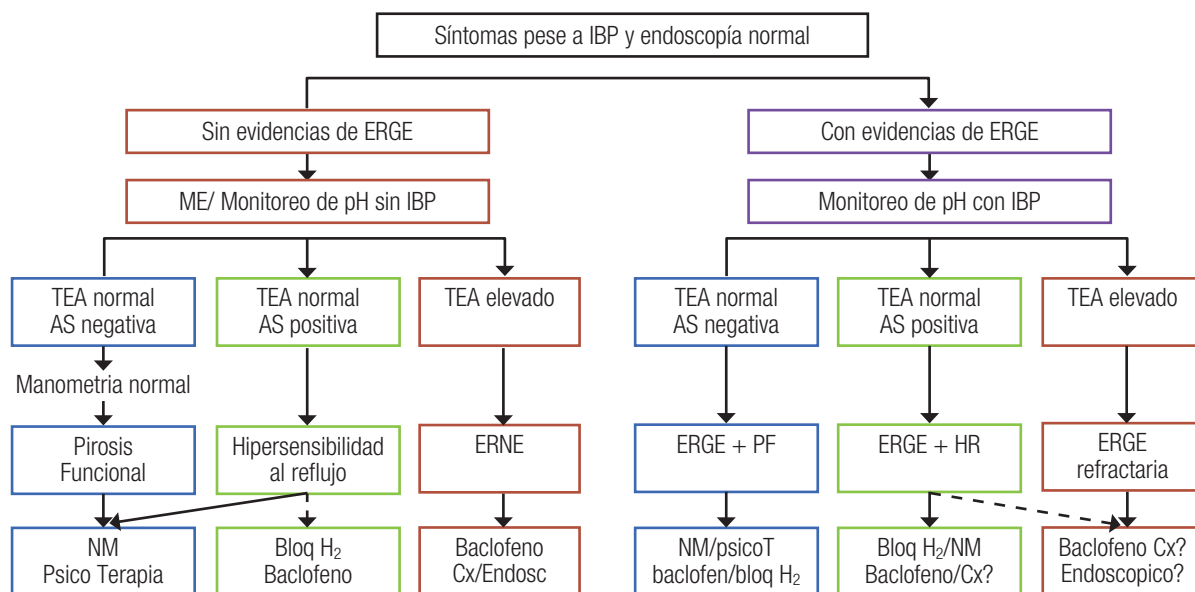 Síntomas pese a IBP y endoscopía normal
Sin evidencias de ERGE
Con evidencias de ERGE
ME/ Monitoreo de pH sin IBP
Monitoreo de pH con IBP
TEA normal
AS negativa
TEA normal
AS positiva
TEA elevado
TEA normal
AS negativa
TEA normal
AS positiva
TEA elevado
Manometria normal
Pirosis
Funcional
Hipersensibilidad
al reflujo
ERNE
ERGE + PF
ERGE + HR
ERGE
refractaria
NM
Psico Terapia
Bloq H₂
Baclofeno
Baclofeno
Cx/Endosc
NM/psicoT
baclofen/bloq H₂
Bloq H₂/NM
Baclofeno/Cx?
Baclofeno Cx?
Endoscopico?